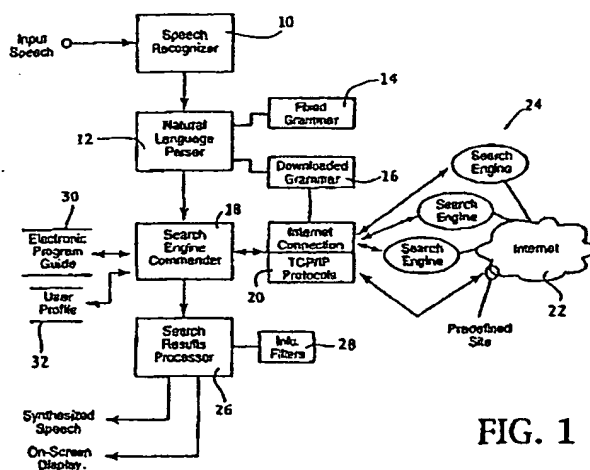 10
Input
Speech
Speech
Recognizer
14
Fixed
Grammar
24
12
Natural
Language
Parser
Downloaded
Grammar
16
Search
Engine
Search
Engine
30
18
Electronic
Program
Guide
Search
Engine
Commander
Internet
Connection
TCP/IP
Protocols
20
Search
Engine
Internet
22
User
Profile
32
Predefined
Site
Search
Results
Processor
26
Info.
Filters
28
Synthesized
Speech
On-Screen
Display
FIG. 1